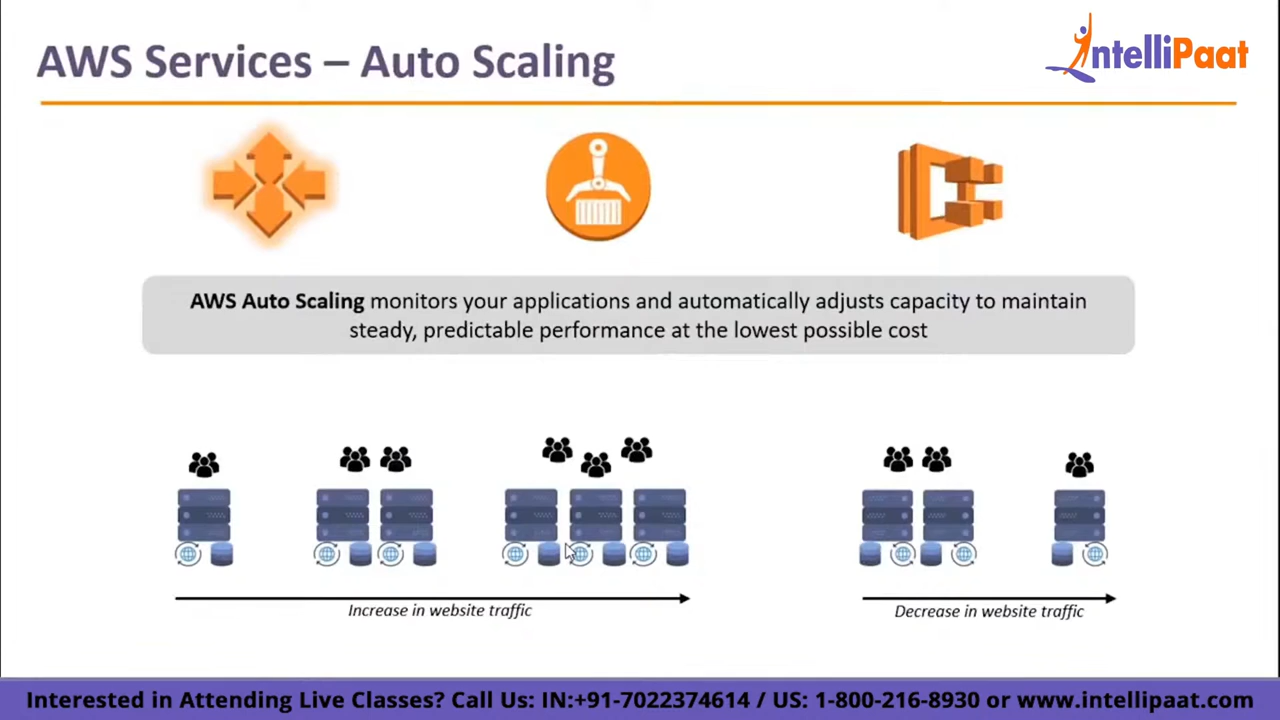 AWS Services – Auto Scaling
IntelliPaat
AWS Auto Scaling monitors your applications and automatically adjusts capacity to maintain
steady, predictable performance at the lowest possible cost
Increase in website traffic
Decrease in website traffic
Interested in Attending Live Classes? Call Us: IN:+91-7022374614 / US: 1-800-216-8930 or www.intellipaat.com